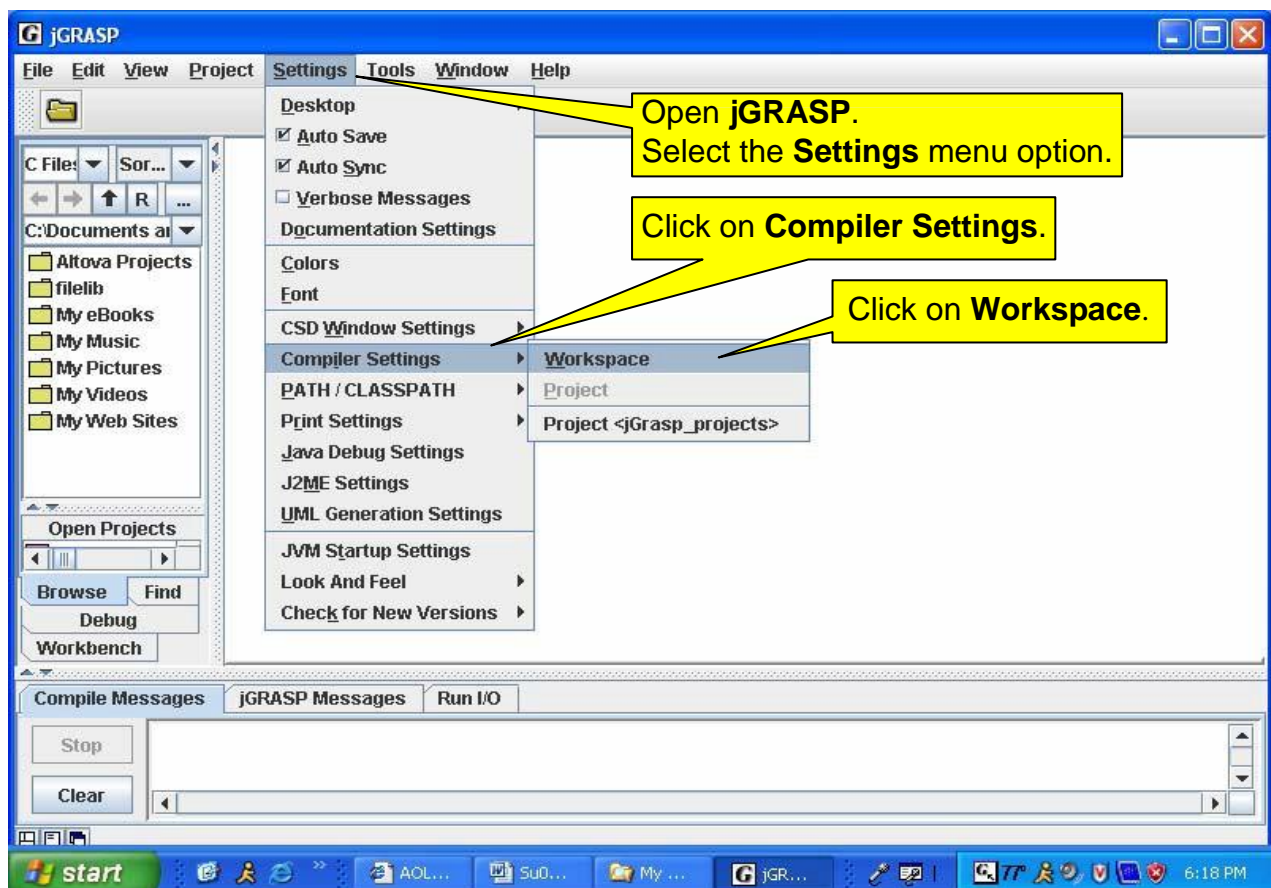 jGRASP
File Edit View Project Settings Tools Window Help
Desktop
Auto Save
Auto Sync
Verbose Messages
Documentation Settings
Colors
Font
CSD Window Settings
Compiler Settings
PATH / CLASSPATH
Print Settings
Java Debug Settings
J2ME Settings
UML Generation Settings
JVM Startup Settings
Look And Feel
Check for New Versions
Workspace
Project
Project <jGrasp_projects>
Open jGRASP.
Select the Settings menu option.
Click on Compiler Settings.
Click on Workspace.
C Files Sor...
R ...
C:\Documents ai
Altova Projects
filelib
My eBooks
My Music
My Pictures
My Videos
My Web Sites
Open Projects
Browse Find
Debug
Workbench
Compile Messages jGRASP Messages Run I/O
Stop
Clear
start AOL... Su0... My ... jGR... 6:18 PM